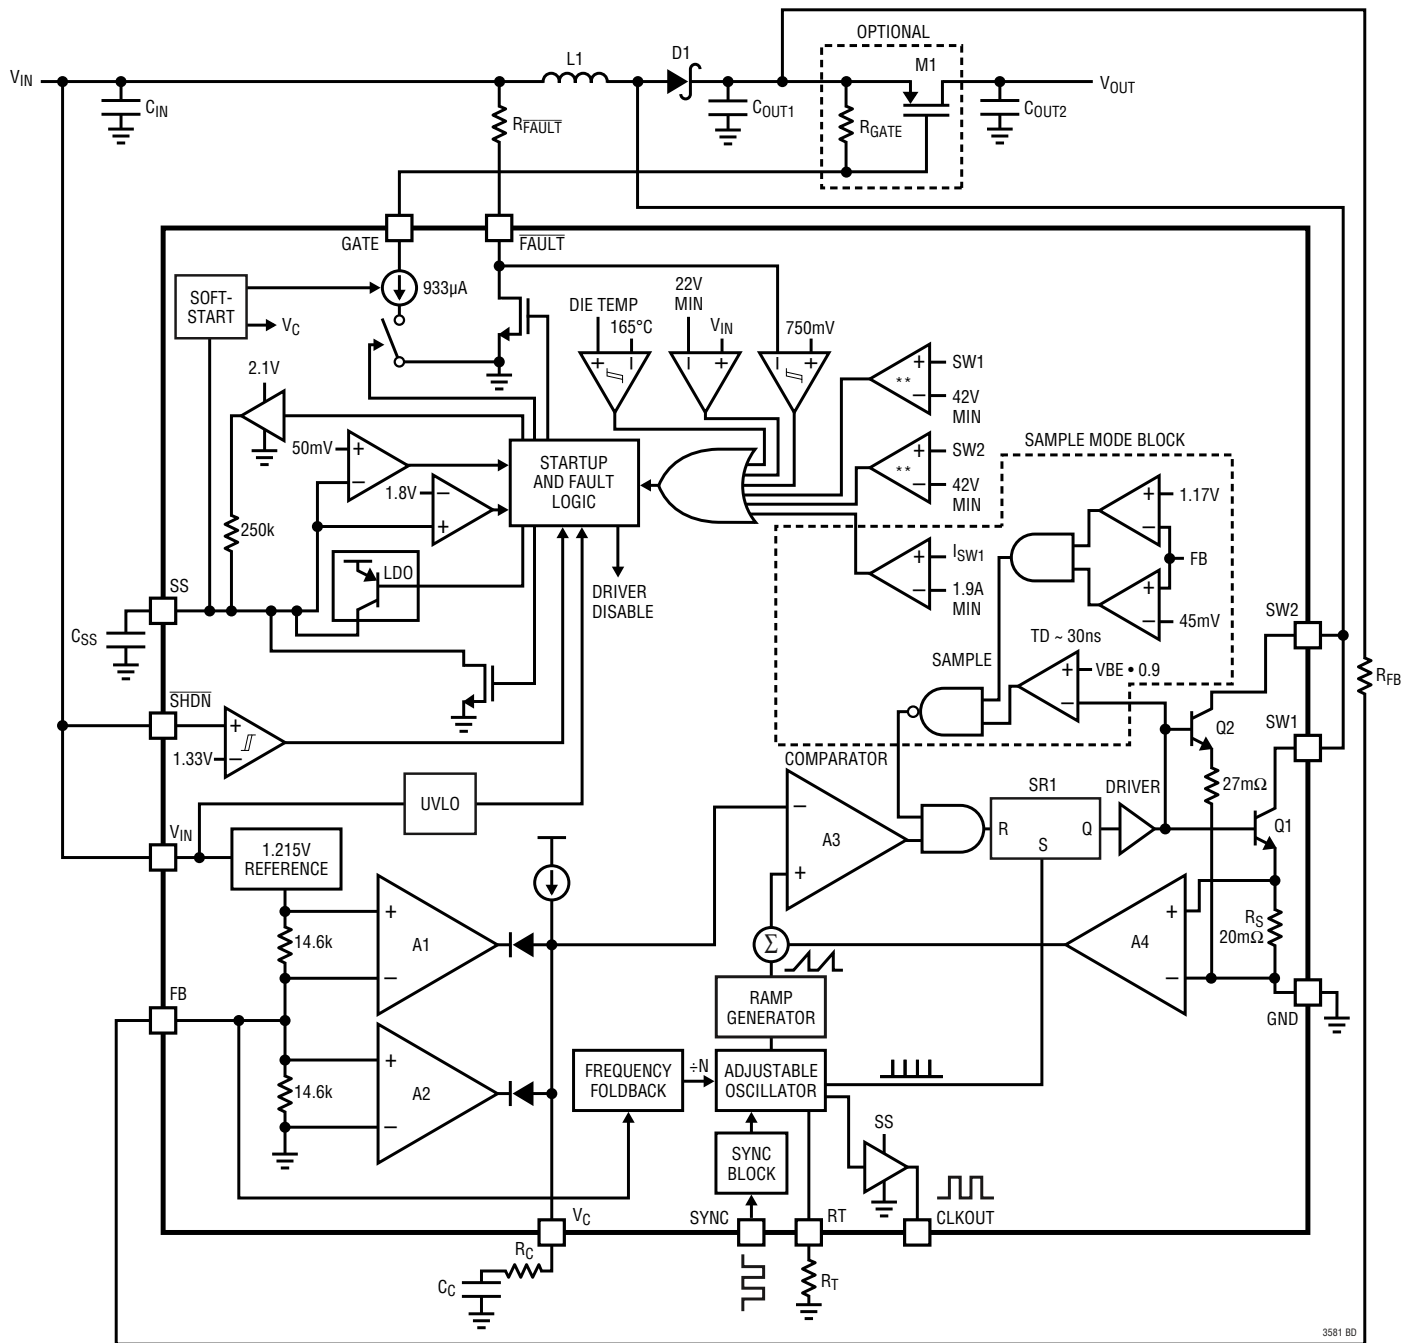 OPTIONAL
VIN
L1
D1
M1
VOUT
CIN
RFAULT
COUT1
RGATE
COUT2
GATE
FAULT
SOFT-
START
933µA
VC
2.1V
DIE TEMP
165°C
22V
MIN
VIN
750mV
+ − − + − +
+
**
−
SW1
42V
MIN
50mV
+
−
1.8V
−
+
STARTUP
AND FAULT
LOGIC
+
**
−
SW2
42V
MIN
SAMPLE MODE BLOCK
250k
LDO
DRIVER
DISABLE
+
−
ISW1
1.9A
MIN
+
−
1.17V
FB
+
−
45mV
SS
CSS
SW2
TD ~ 30ns
SAMPLE
+
−
VBE • 0.9
RFB
SHDN
+
1.33V
−
Q2
SW1
COMPARATOR
27mΩ
UVLO
VIN
1.215V
REFERENCE
−
A3
+
SR1
R
Q
S
DRIVER
Q1
14.6k
+
A1
−
Σ
+
A4
−
RS
20mΩ
GND
FB
RAMP
GENERATOR
14.6k
+
A2
−
FREQUENCY
FOLDBACK
÷N
ADJUSTABLE
OSCILLATOR
SYNC
BLOCK
SS
VC
SYNC
RT
CLKOUT
RC
CC
RT
3581 BD